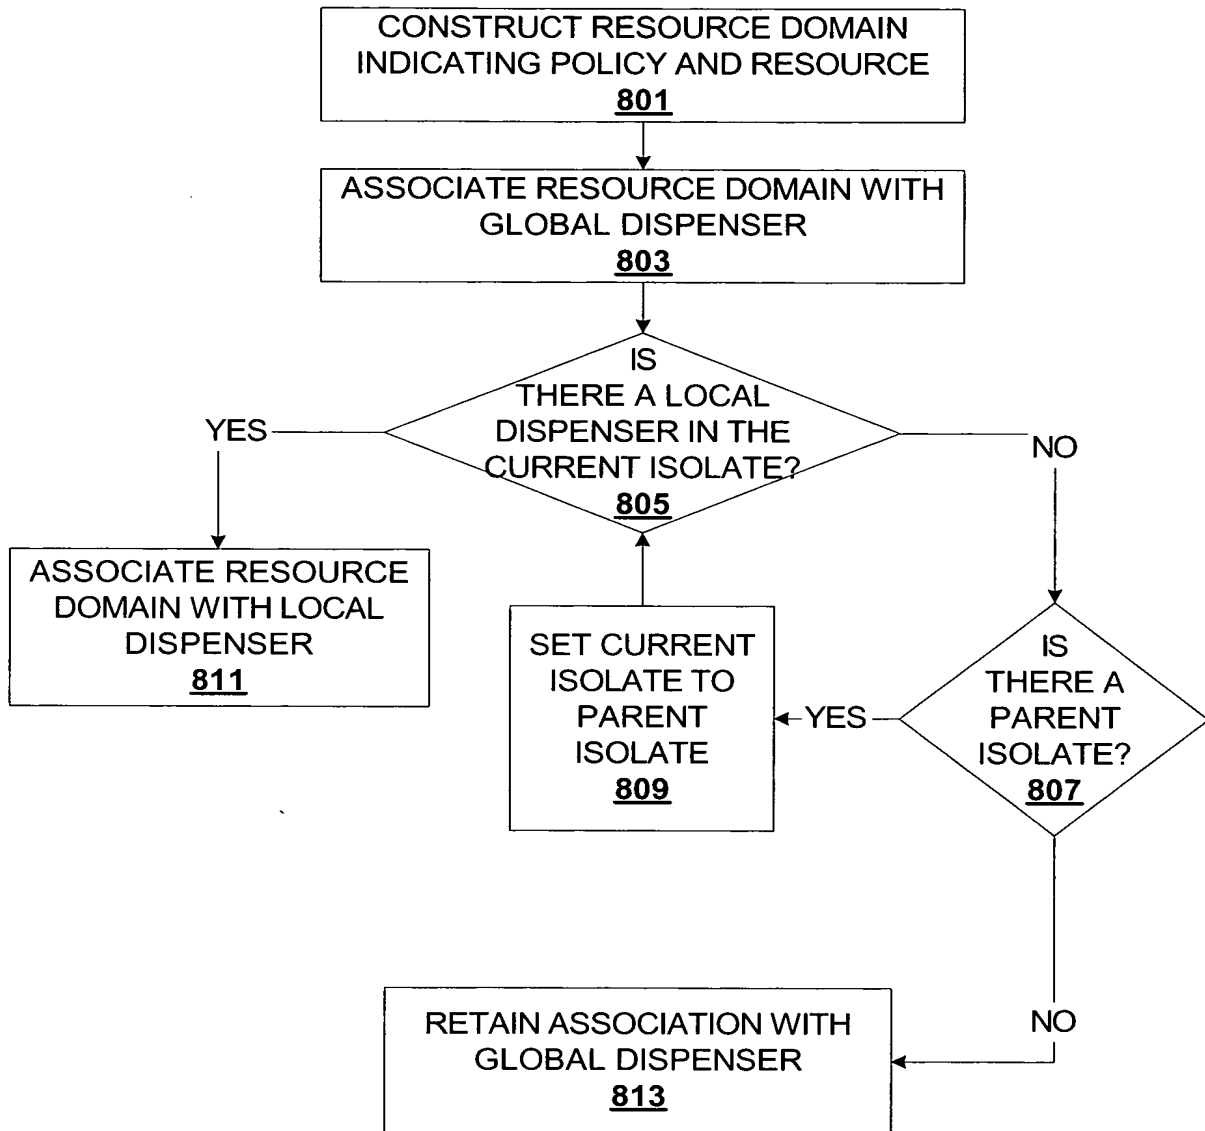 CONSTRUCT RESOURCE DOMAIN
INDICATING POLICY AND RESOURCE
801
ASSOCIATE RESOURCE DOMAIN WITH
GLOBAL DISPENSER
803
IS
THERE A LOCAL
DISPENSER IN THE
CURRENT ISOLATE?
805
YES
NO
ASSOCIATE RESOURCE
DOMAIN WITH LOCAL
DISPENSER
811
SET CURRENT
ISOLATE TO
PARENT
ISOLATE
809
YES
IS
THERE A
PARENT
ISOLATE?
807
NO
RETAIN ASSOCIATION WITH
GLOBAL DISPENSER
813